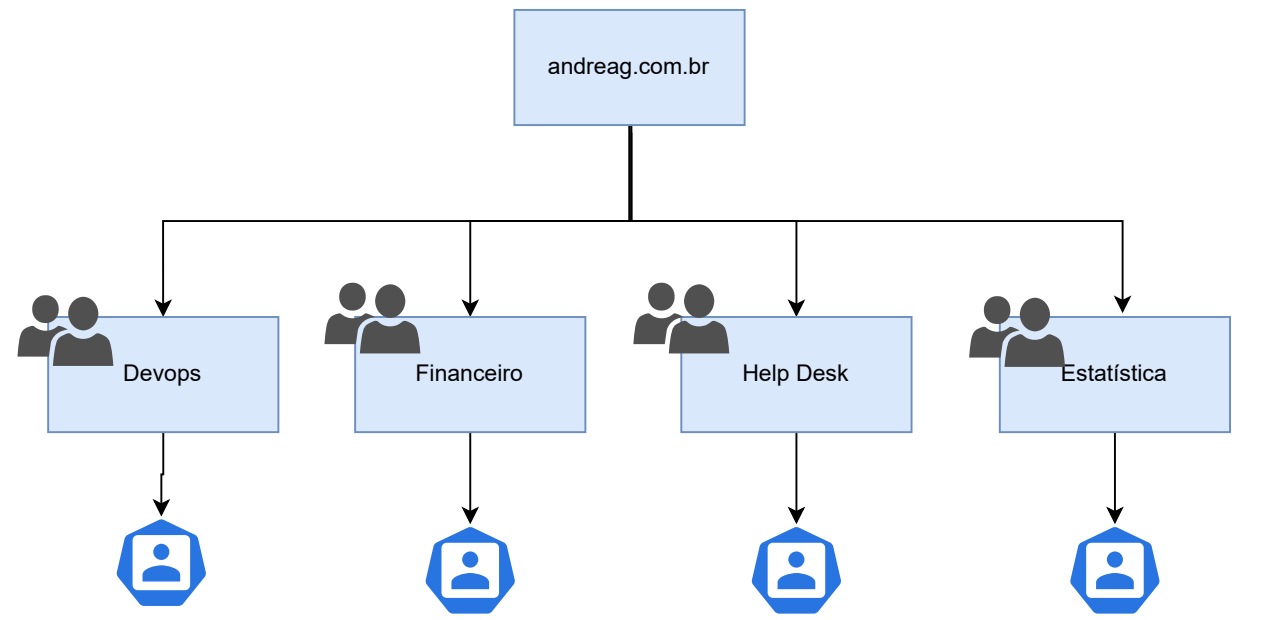 andreag.com.br
Devops
Financeiro
Help Desk
Estatística